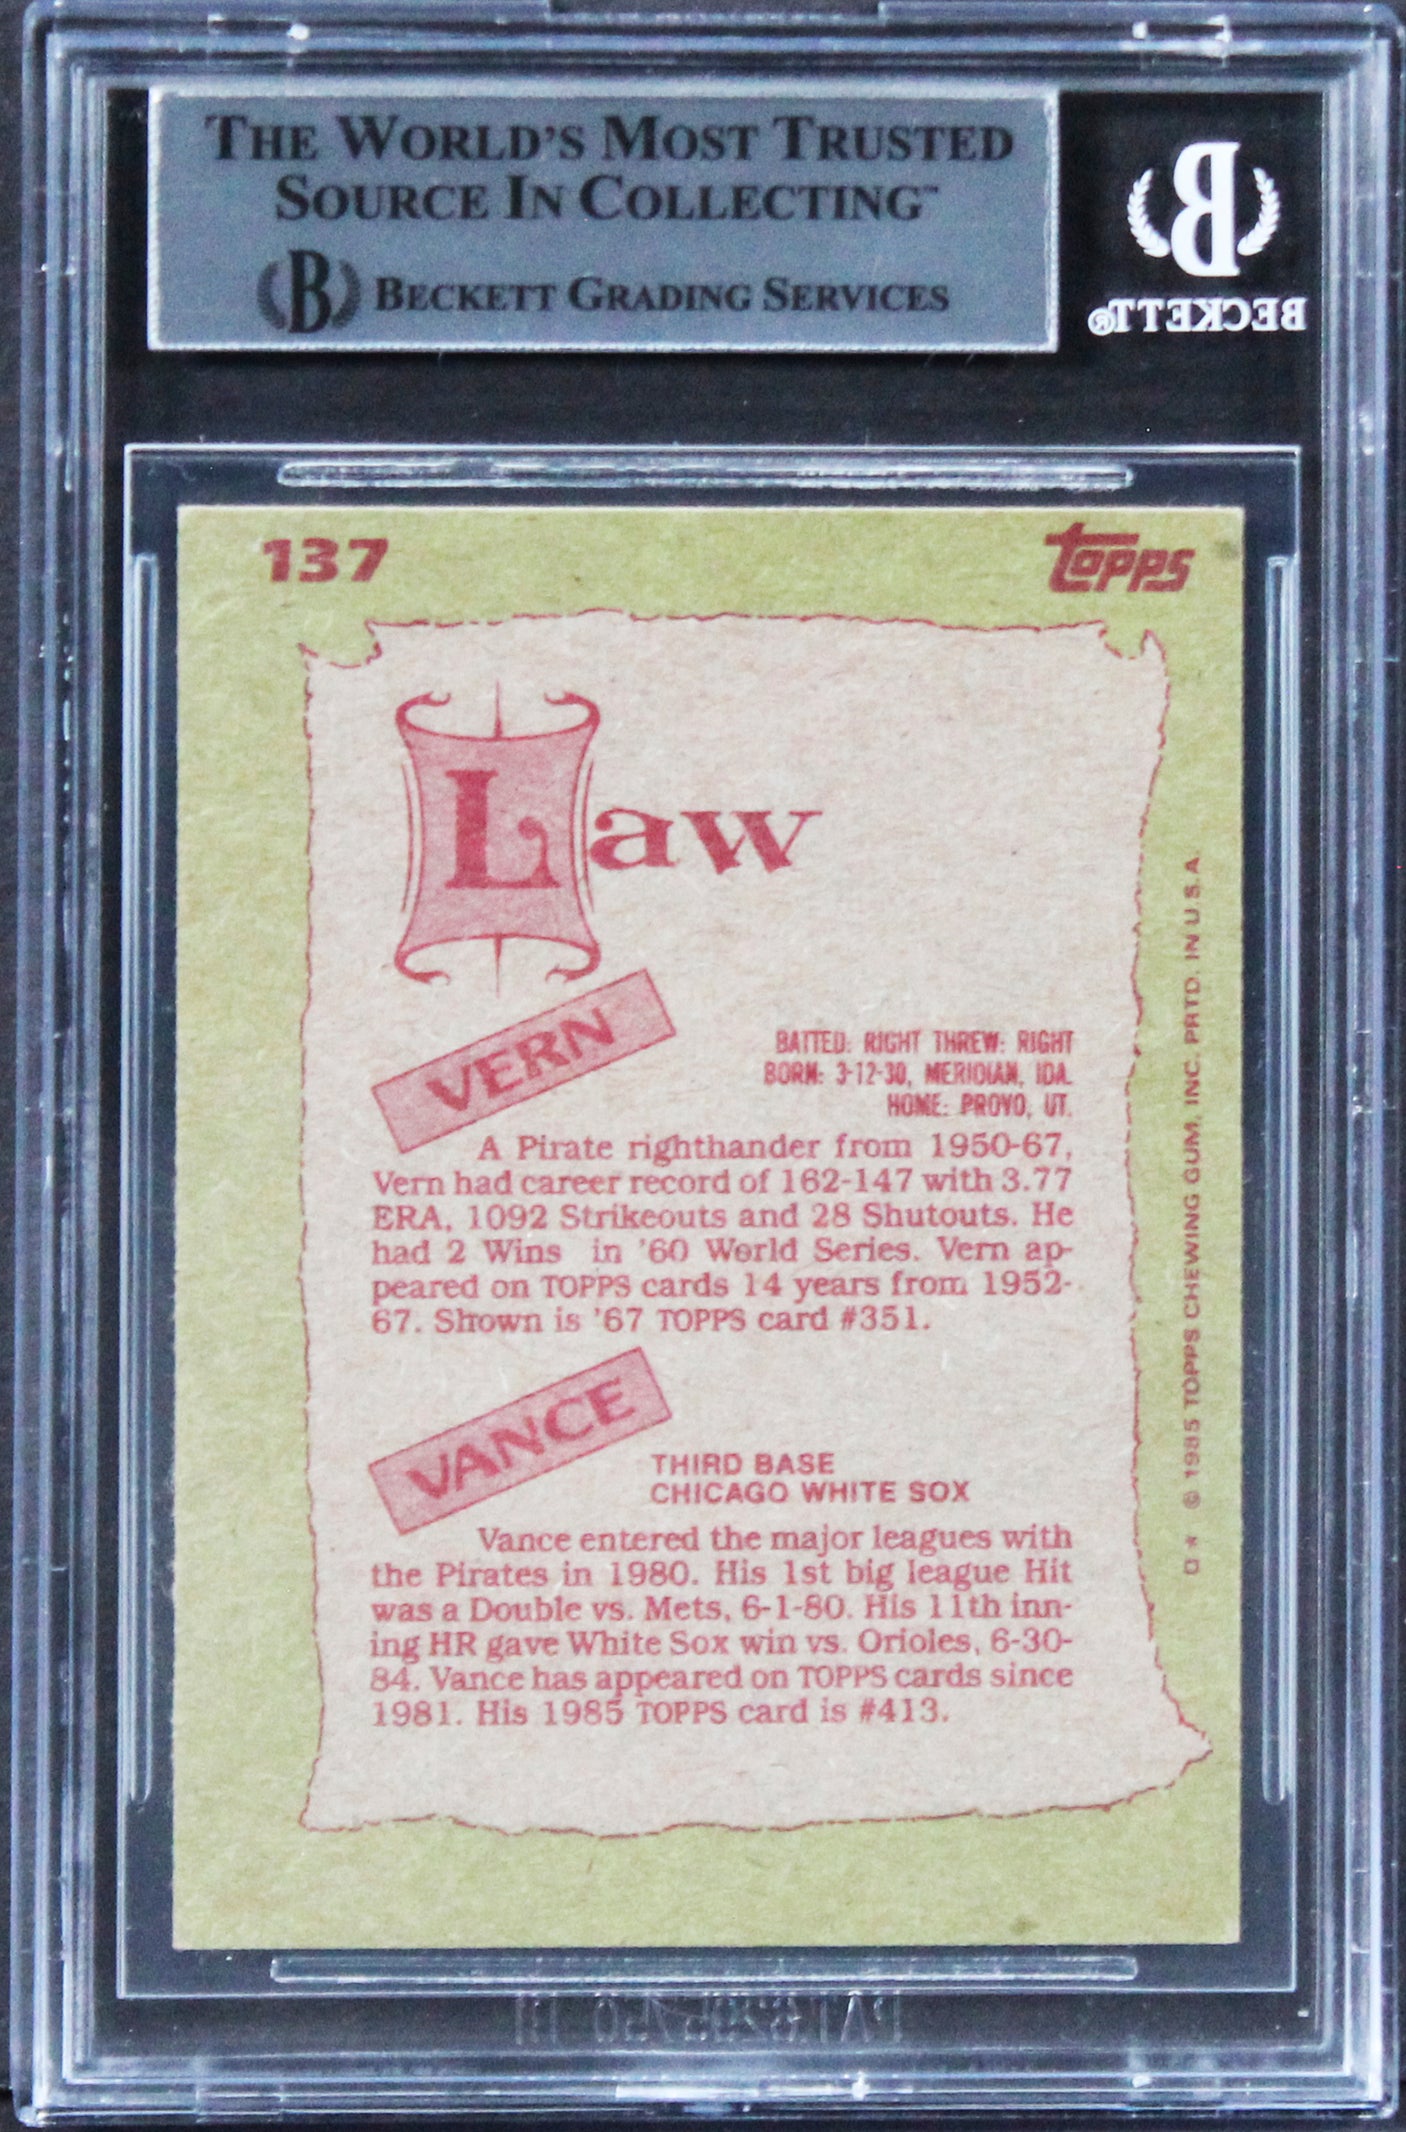 THE WORLD'S MOST TRUSTED
SOURCE IN COLLECTING™
B BECKETT GRADING SERVICES
B
BECKETT®
137
TOPPS
Law
VERN
BATTED: RIGHT THREW: RIGHT
BORN: 3-12-30, MERIDIAN, IDA.
HOME: PROVO, UT.
A Pirate righthander from 1950-67,
Vern had career record of 162-147 with 3.77
ERA, 1092 Strikeouts and 28 Shutouts. He
had 2 Wins in '60 World Series. Vern ap-
peared on TOPPS cards 14 years from 1952-
67. Shown is '67 TOPPS card #351.
VANCE
THIRD BASE
CHICAGO WHITE SOX
Vance entered the major leagues with
the Pirates in 1980. His 1st big league Hit
was a Double vs. Mets, 6-1-80. His 11th inn-
ing HR gave White Sox win vs. Orioles, 6-30-
84. Vance has appeared on TOPPS cards since
1981. His 1985 TOPPS card is #413.
© 1985 TOPPS CHEWING GUM, INC. PRTD. IN U.S.A.